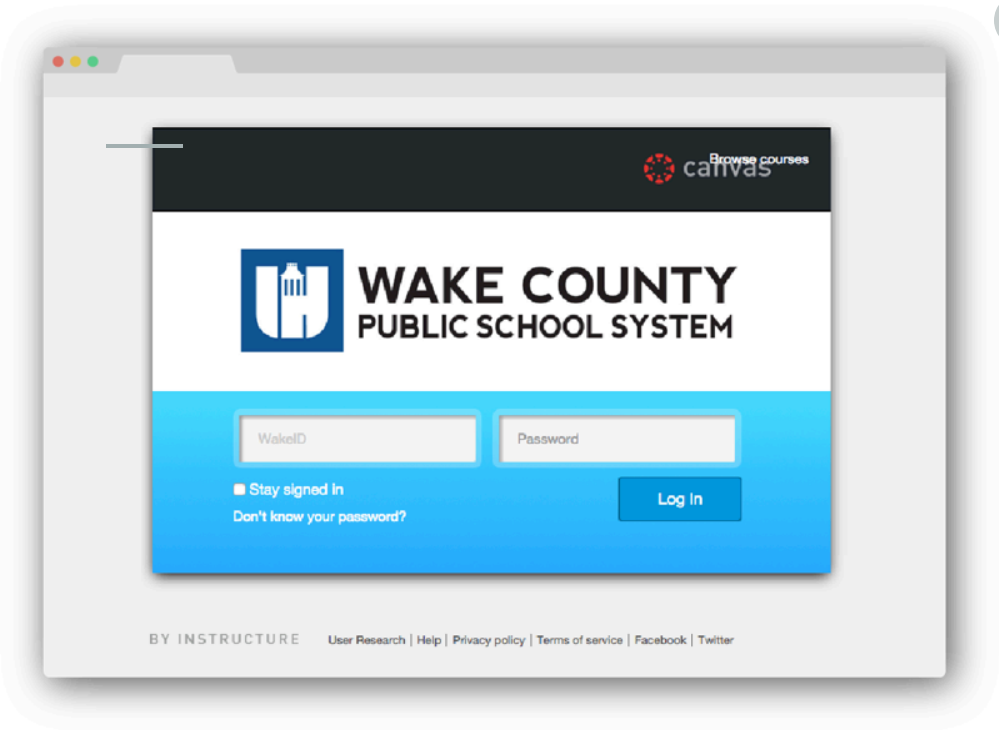 Browse courses
canvas
WAKE COUNTY
PUBLIC SCHOOL SYSTEM
WakeID
Password
Stay signed in
Log In
Don't know your password?
BY INSTRUCTURE User Research | Help | Privacy policy | Terms of service | Facebook | Twitter